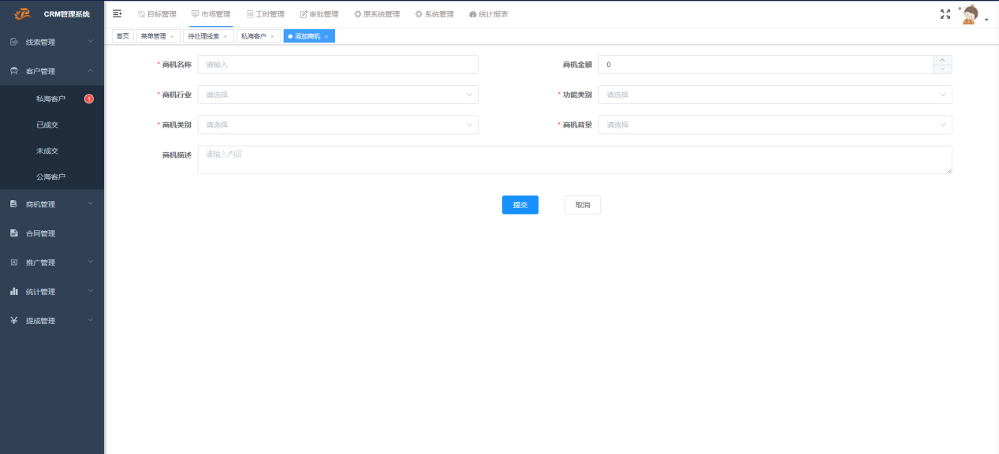 CRM管理系统
目标管理 市场管理 工时管理 审批管理 原系统管理 系统管理 统计报表
首页 菜单管理 × 待处理线索 × 私海客户 × 添加商机 ×
线索管理
客户管理
私海客户 1
已成交
未成交
公海客户
商机管理
合同管理
推广管理
统计管理
提成管理
* 商机名称 请输入 商机金额 0
* 商机行业 请选择 * 功能类别 请选择
* 商机类别 请选择 * 商机背景 请选择
商机描述 请输入内容
提交 取消